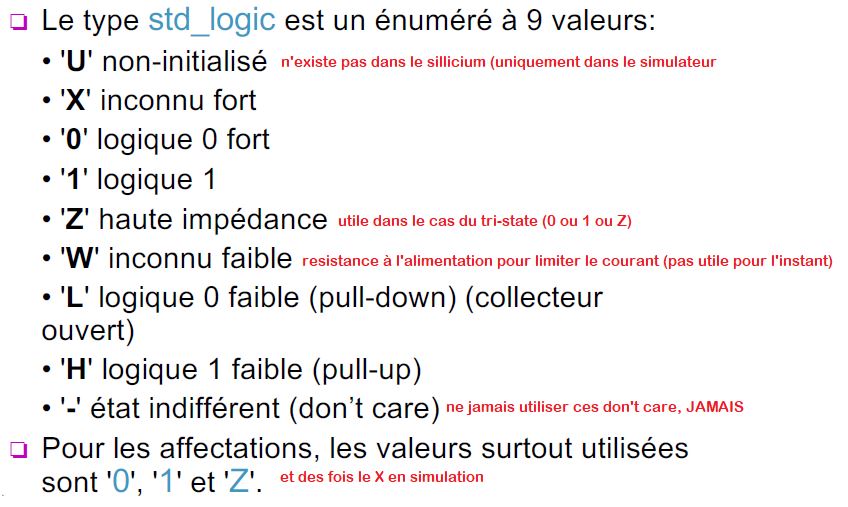 ❑ Le type std_logic est un énuméré à 9 valeurs:
• 'U' non-initialisé n'existe pas dans le sillicium (uniquement dans le simulateur
• 'X' inconnu fort
• '0' logique 0 fort
• '1' logique 1
• 'Z' haute impédance utile dans le cas du tri-state (0 ou 1 ou Z)
• 'W' inconnu faible resistance à l'alimentation pour limiter le courant (pas utile pour l'instant)
• 'L' logique 0 faible (pull-down) (collecteur
ouvert)
• 'H' logique 1 faible (pull-up)
• '-' état indifférent (don’t care) ne jamais utiliser ces don't care, JAMAIS
❑ Pour les affectations, les valeurs surtout utilisées
sont '0', '1' et 'Z'. et des fois le X en simulation